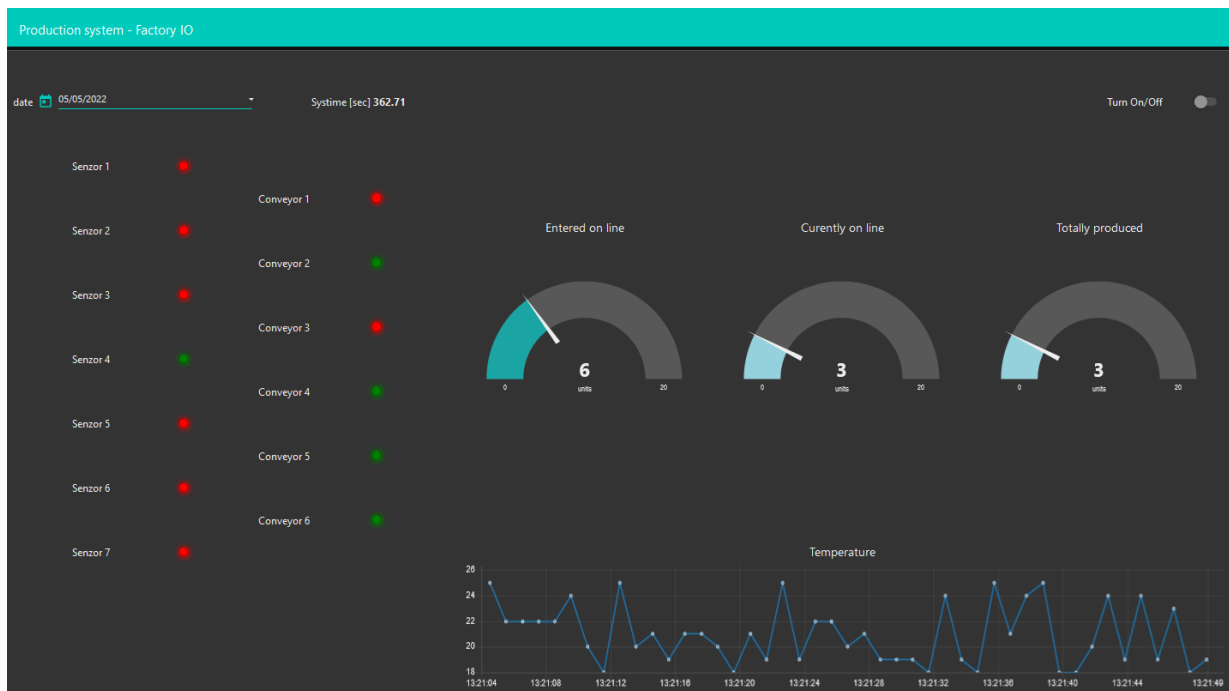 Production system - Factory IO
date 05/05/2022 Systime [sec] 362.71 Turn On/Off
Senzor 1
Conveyor 1
Senzor 2
Conveyor 2
Senzor 3
Conveyor 3
Senzor 4
Conveyor 4
Senzor 5
Conveyor 5
Senzor 6
Conveyor 6
Senzor 7
Entered on line
6
units
0 20
Curently on line
3
units
0 20
Totally produced
3
units
0 20
Temperature
26
24
22
20
18
13:21:04 13:21:08 13:21:12 13:21:16 13:21:20 13:21:24 13:21:28 13:21:32 13:21:36 13:21:40 13:21:44 13:21:49